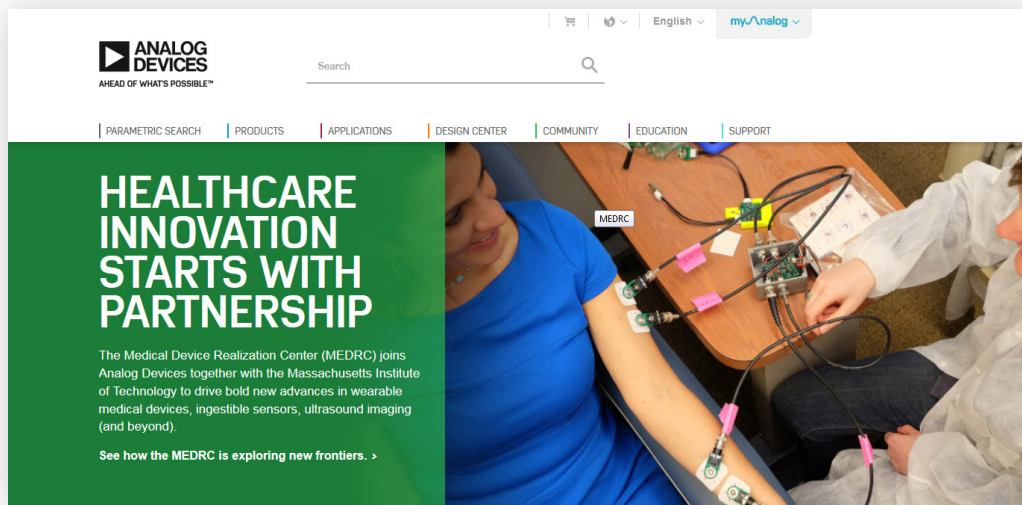 English
myAnalog
ANALOG
DEVICES
AHEAD OF WHAT'S POSSIBLE™
Search
PARAMETRIC SEARCH
PRODUCTS
APPLICATIONS
DESIGN CENTER
COMMUNITY
EDUCATION
SUPPORT
HEALTHCARE
INNOVATION
STARTS WITH
PARTNERSHIP
MEDRC
The Medical Device Realization Center (MEDRC) joins
Analog Devices together with the Massachusetts Institute
of Technology to drive bold new advances in wearable
medical devices, ingestible sensors, ultrasound imaging
(and beyond).
See how the MEDRC is exploring new frontiers. >